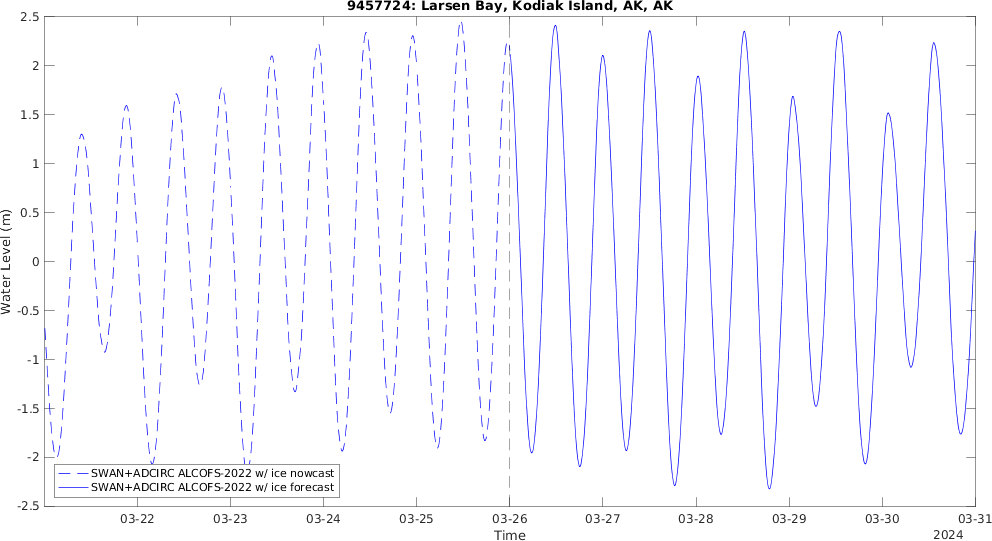 9457724: Larsen Bay, Kodiak Island, AK, AK
2.5
2
1.5
1
0.5
0
-0.5
-1
-1.5
-2
-2.5
Water Level (m)
SWAN+ADCIRC ALCOFS-2022 w/ ice nowcast
SWAN+ADCIRC ALCOFS-2022 w/ ice forecast
03-22 03-23 03-24 03-25 03-26 03-27 03-28 03-29 03-30 03-31
Time
2024